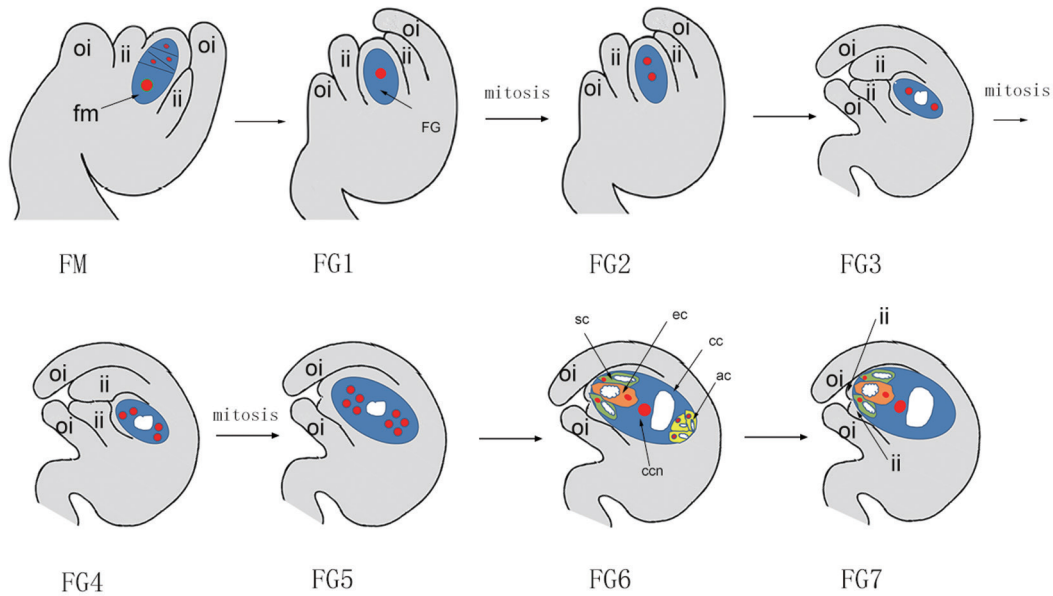 oi ii oi
ii
fm
FM
oi
ii
ii
oi
FG
FG1
mitosis
oi
ii
ii
oi
FG2
ii
ii
oi
FG3
mitosis
oi
ii
ii
oi
FG4
mitosis
oi
oi
FG5
sc
ec
cc
ac
oi
oi
ccn
FG6
ii
oi
oi
ii
FG7